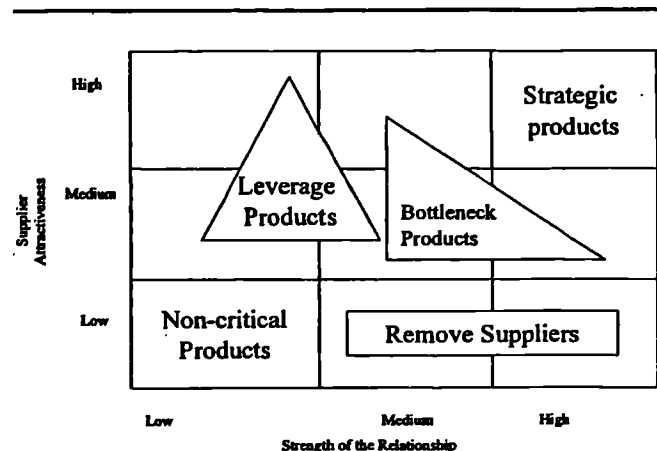 High
Strategic
products
Supplier
Attractiveness
Medium
Leverage
Products
Bottleneck
Products
Low
Non-critical
Products
Remove Suppliers
Low
Medium
High
Strength of the Relationship